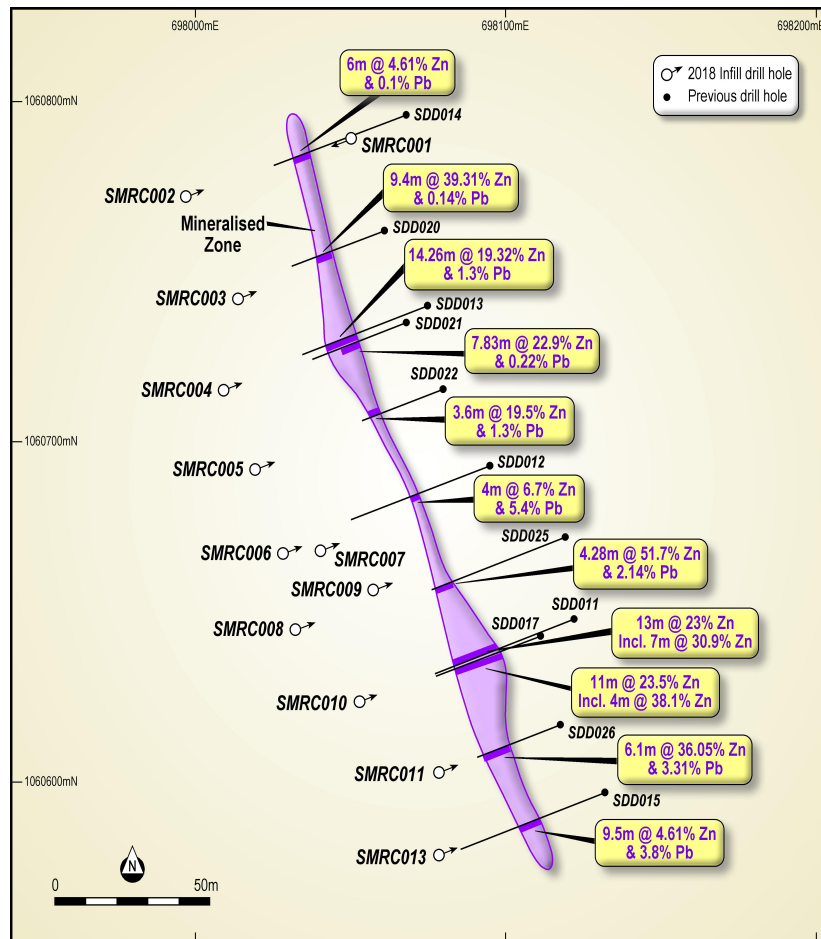 698000mE
698100mE
698200mE
2018 Infill drill hole
Previous drill hole
6m @ 4.61% Zn
& 0.1% Pb
1060800mN
SDD014
SMRC001
9.4m @ 39.31% Zn
& 0.14% Pb
SMRC002
Mineralised
Zone
SDD020
14.26m @ 19.32% Zn
& 1.3% Pb
SMRC003
SDD013
SDD021
7.83m @ 22.9% Zn
& 0.22% Pb
SDD022
SMRC004
3.6m @ 19.5% Zn
& 1.3% Pb
1060700mN
SMRC005
SDD012
4m @ 6.7% Zn
& 5.4% Pb
SDD025
SMRC006
SMRC007
4.28m @ 51.7% Zn
& 2.14% Pb
SMRC009
SDD011
SDD017
13m @ 23% Zn
Incl. 7m @ 30.9% Zn
SMRC008
11m @ 23.5% Zn
Incl. 4m @ 38.1% Zn
SMRC010
SDD026
6.1m @ 36.05% Zn
& 3.31% Pb
SMRC011
1060600mN
SDD015
9.5m @ 4.61% Zn
& 3.8% Pb
SMRC013
N
0
50m